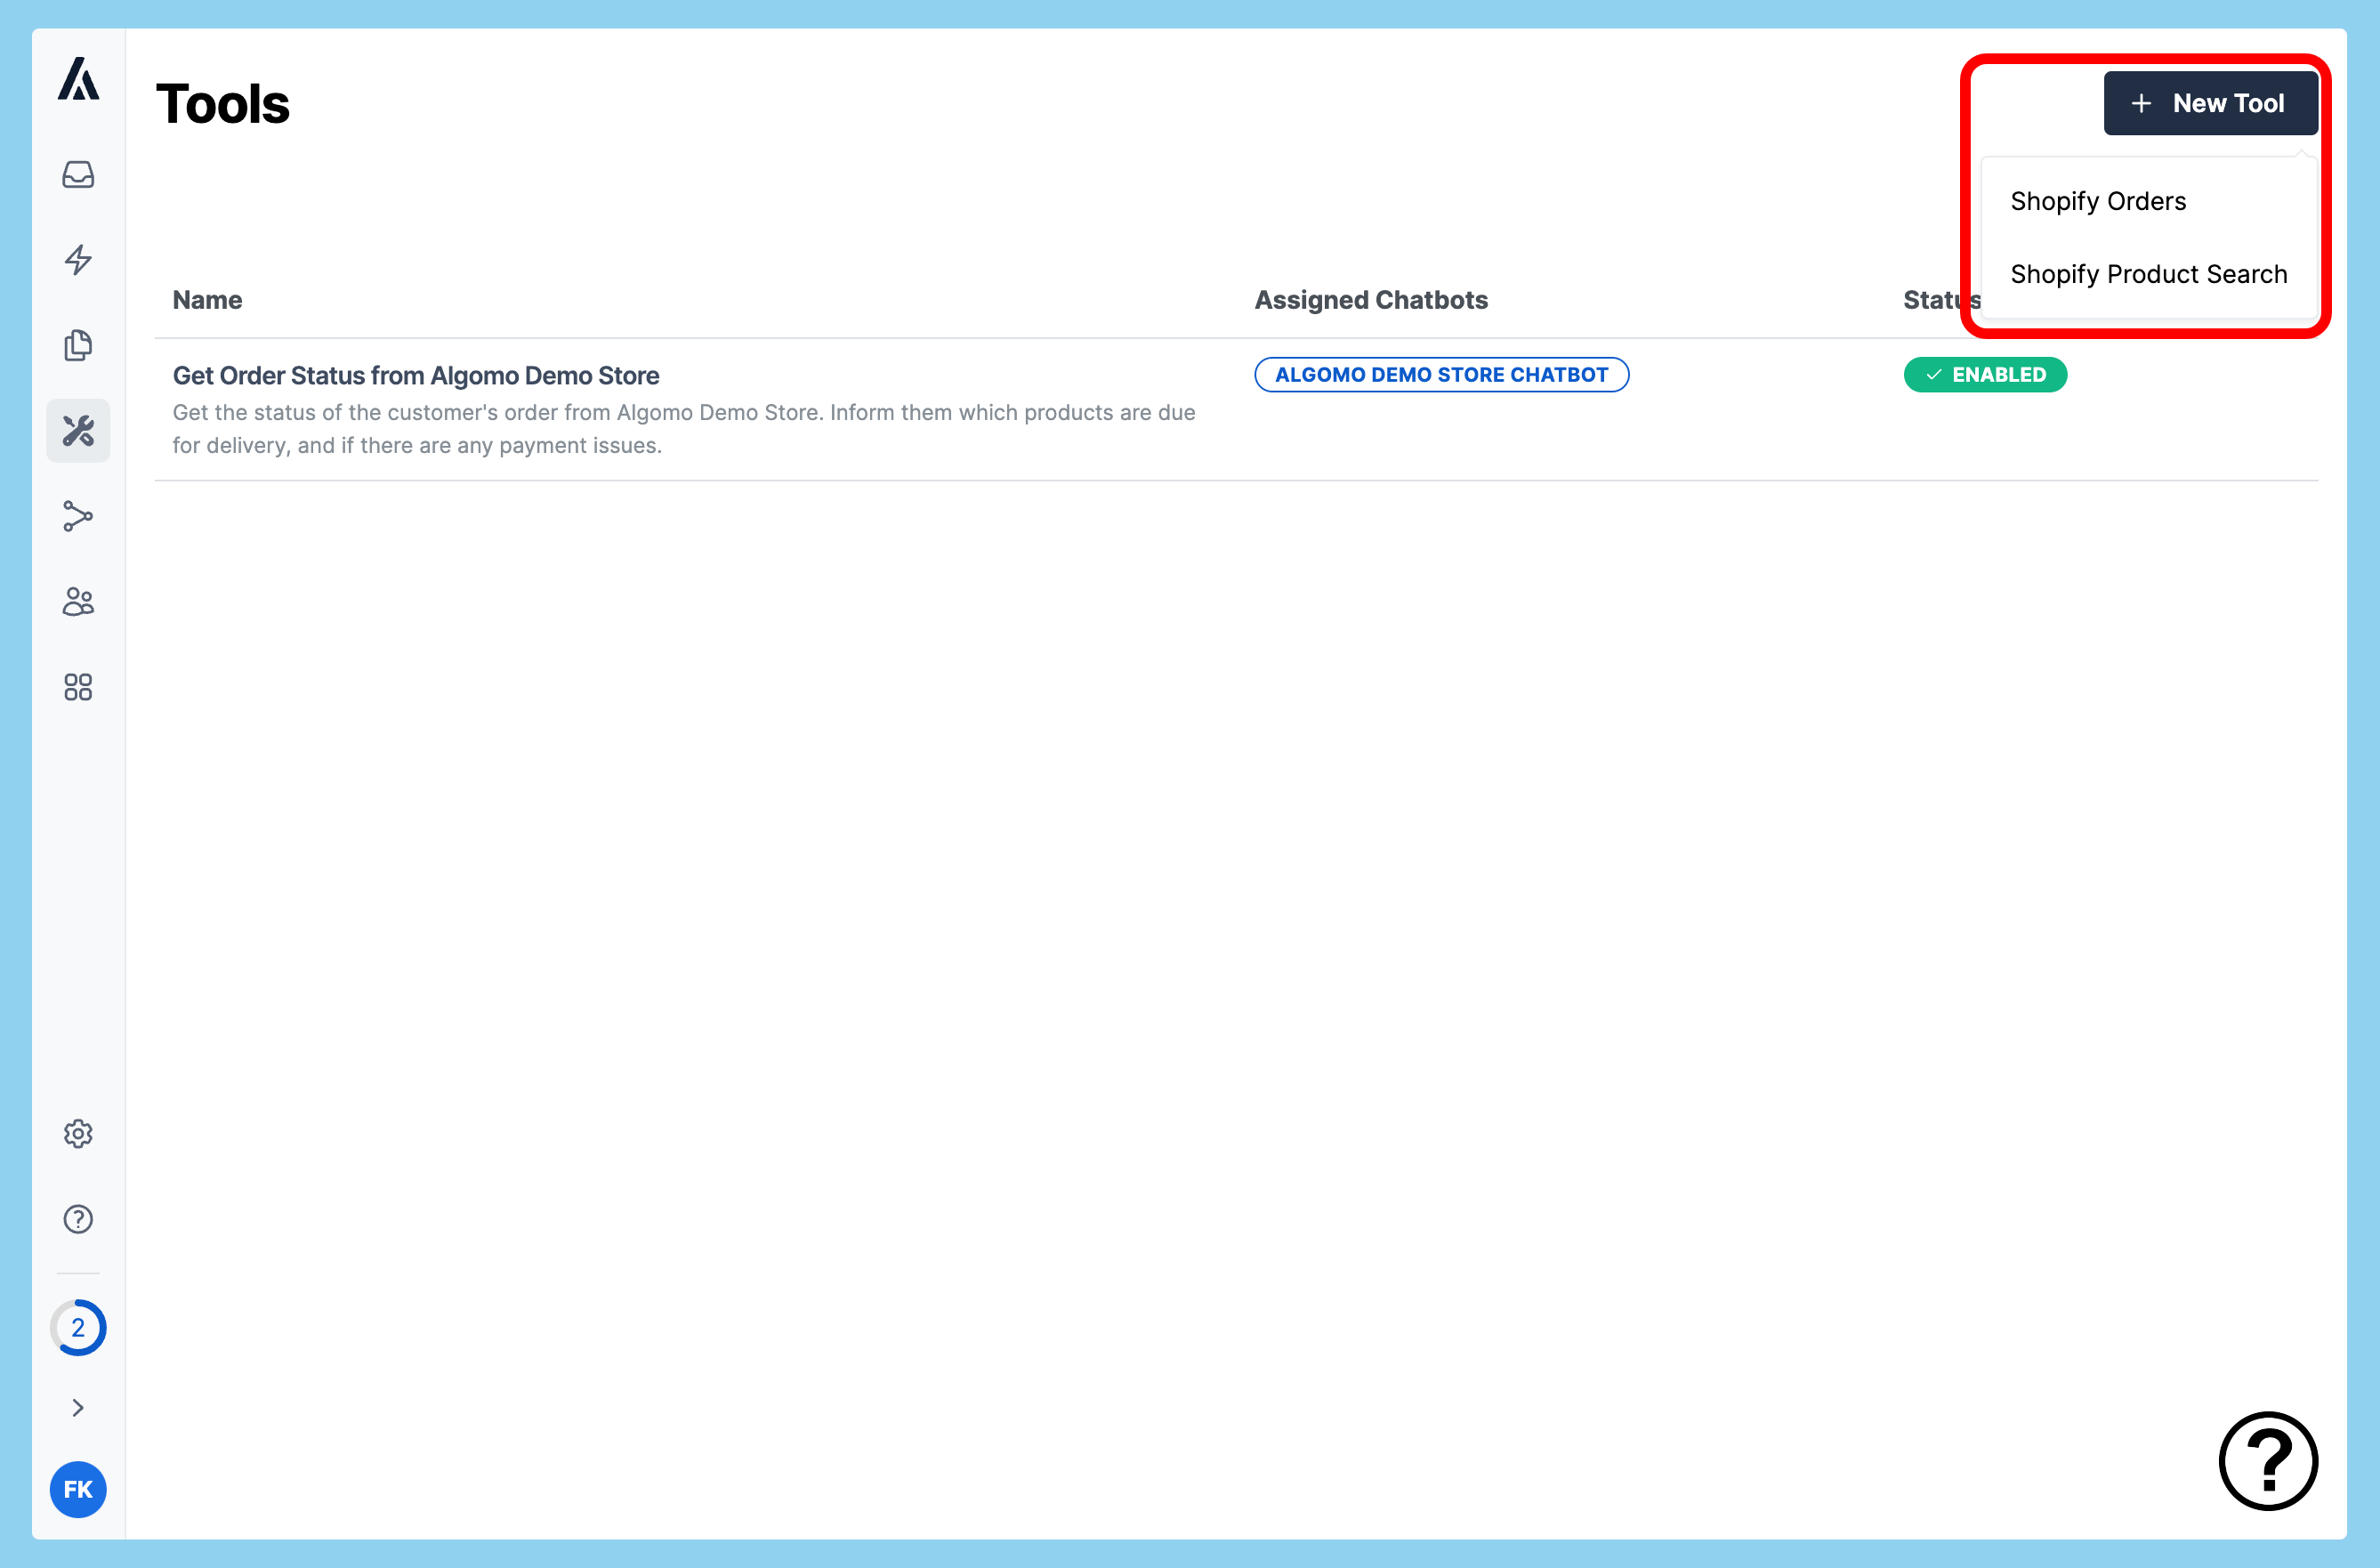 Tools
+ New Tool
Shopify Orders
Shopify Product Search
Name
Assigned Chatbots
Status
Get Order Status from Algomo Demo Store
ALGOMO DEMO STORE CHATBOT
✓ ENABLED
Get the status of the customer's order from Algomo Demo Store. Inform them which products are due
for delivery, and if there are any payment issues.
2
FK
?